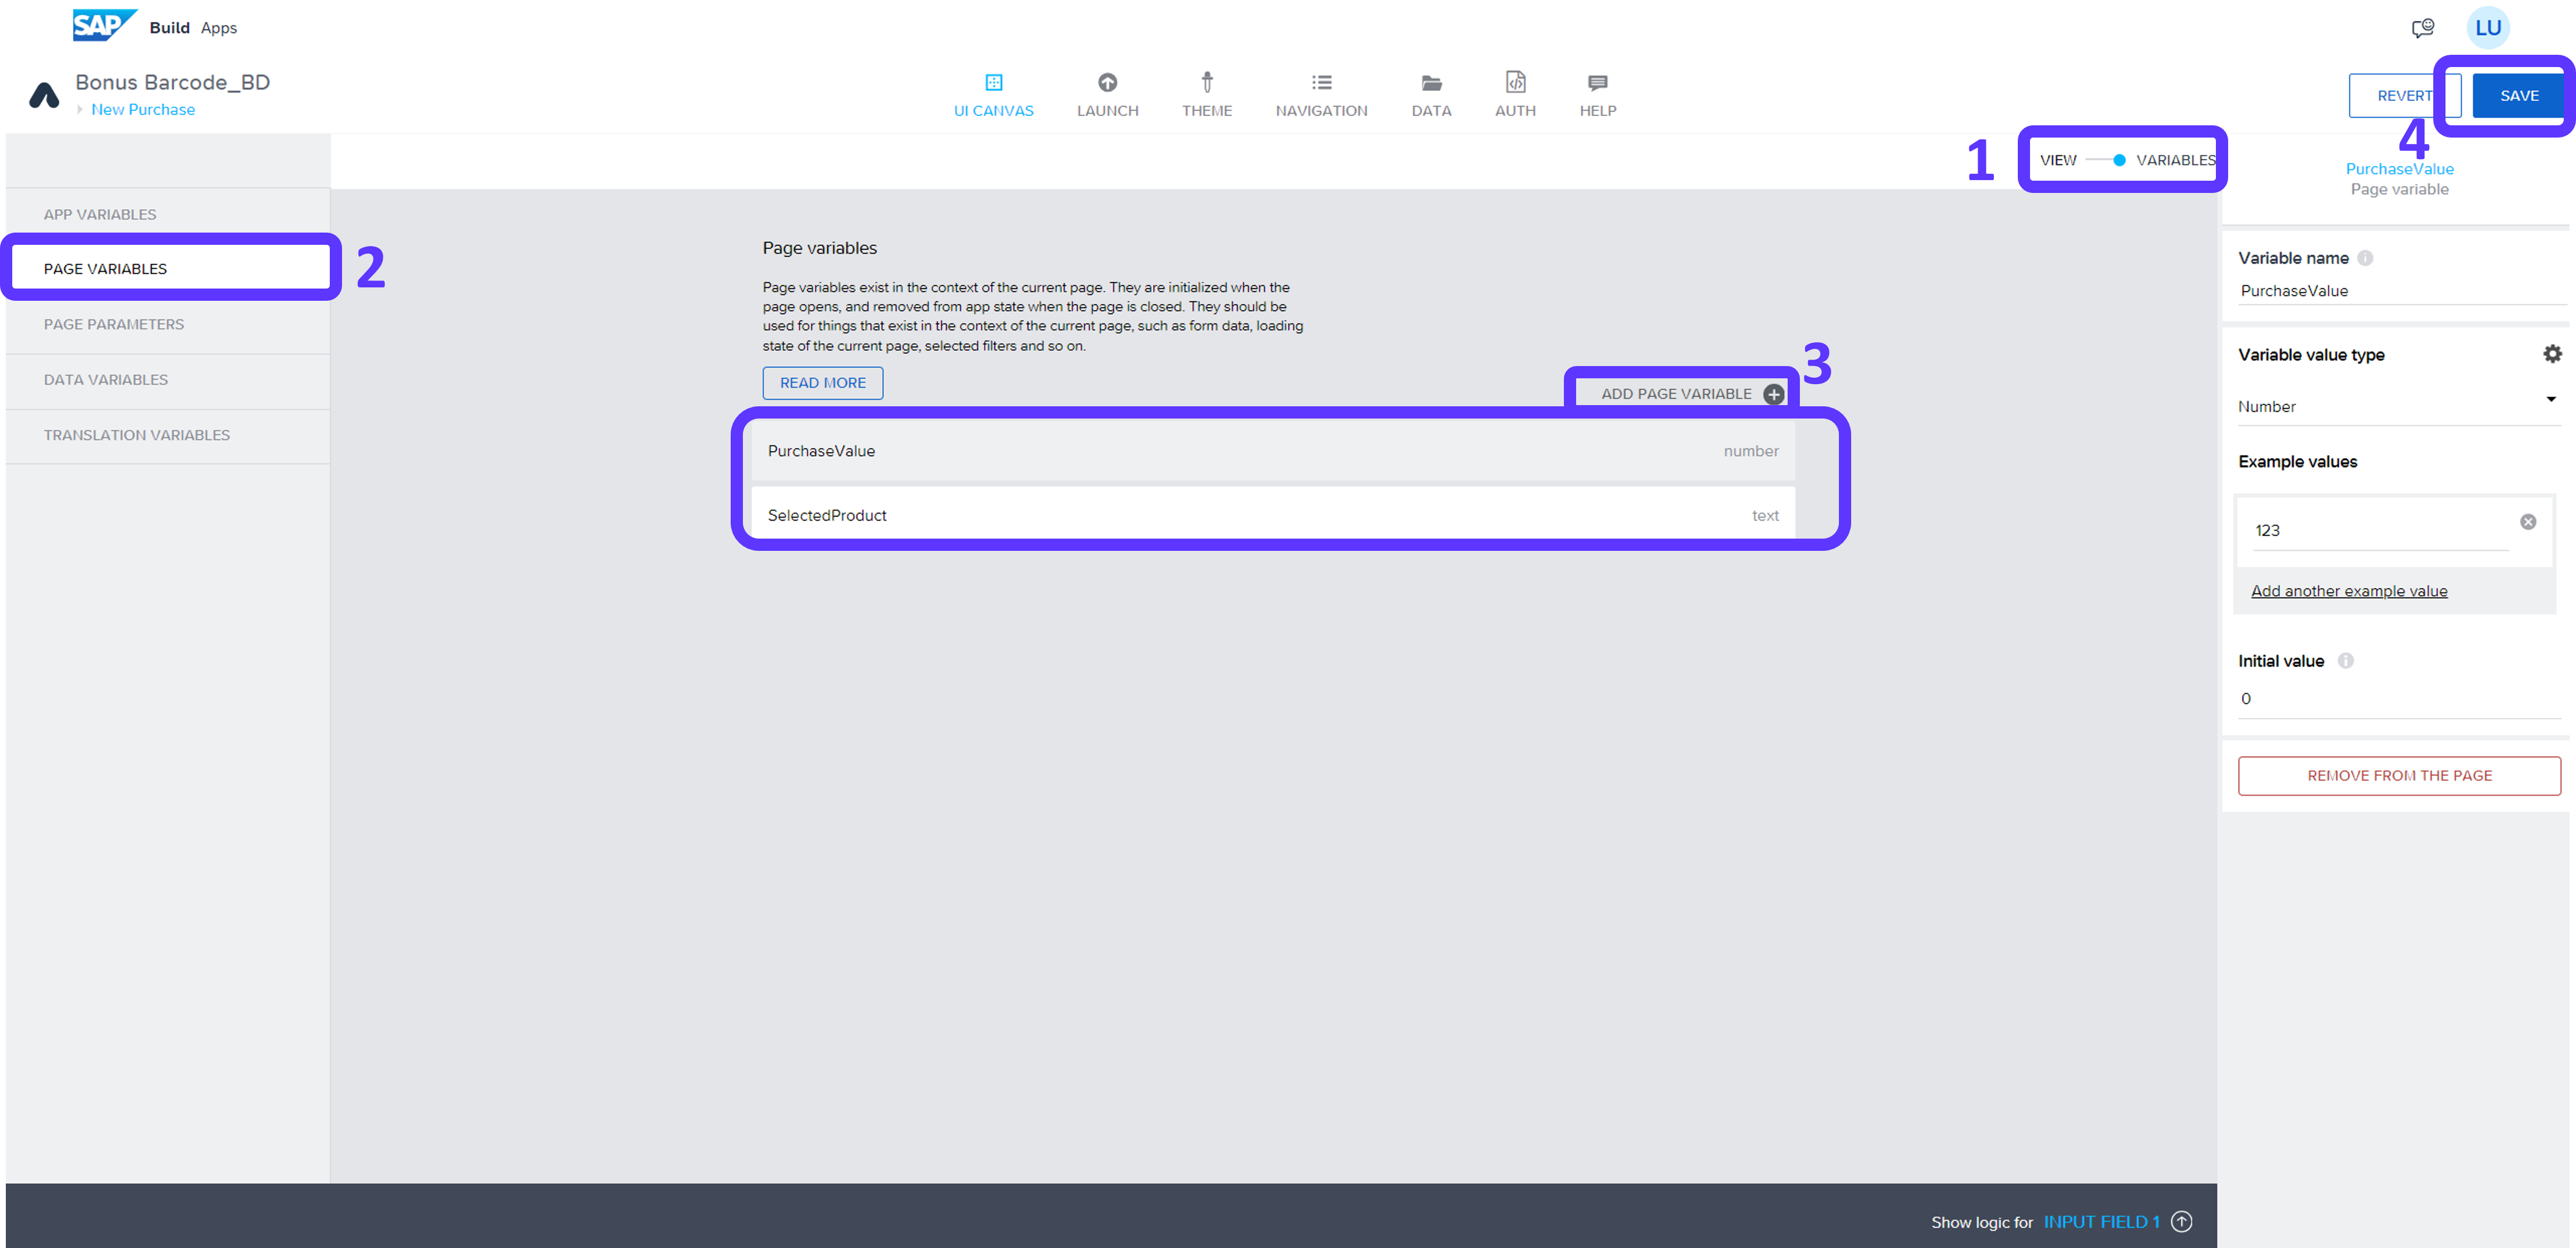 SAP Build Apps
LU
Bonus Barcode_BD
New Purchase
UI CANVAS
LAUNCH
THEME
NAVIGATION
DATA
AUTH
HELP
REVERT
SAVE
4
1
VIEW
VARIABLES
PurchaseValue
Page variable
APP VARIABLES
PAGE VARIABLES
2
PAGE PARAMETERS
DATA VARIABLES
TRANSLATION VARIABLES
Page variables
Page variables exist in the context of the current page. They are initialized when the
page opens, and removed from app state when the page is closed. They should be
used for things that exist in the context of the current page, such as form data, loading
state of the current page, selected filters and so on.
READ MORE
ADD PAGE VARIABLE
3
PurchaseValue number
SelectedProduct text
Variable name
PurchaseValue
Variable value type
Number
Example values
123
Add another example value
Initial value
0
REMOVE FROM THE PAGE
Show logic for INPUT FIELD 1